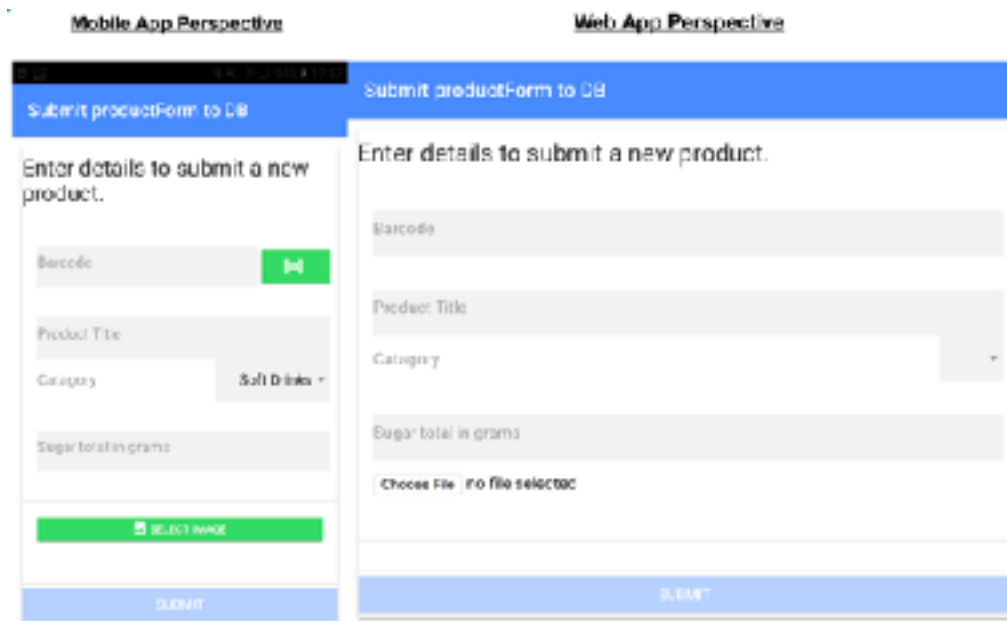 Mobile App Perspective
Submit productForm to DB
Enter details to submit a new
product.
Barcode
Product Title
Category
Soft Drinks
Sugar total in grams
SELECT IMAGE
SUBMIT
Web App Perspective
Submit productForm to DB
Enter details to submit a new product.
Barcode
Product Title
Category
Sugar total in grams
Choose File no file selected
SUBMIT